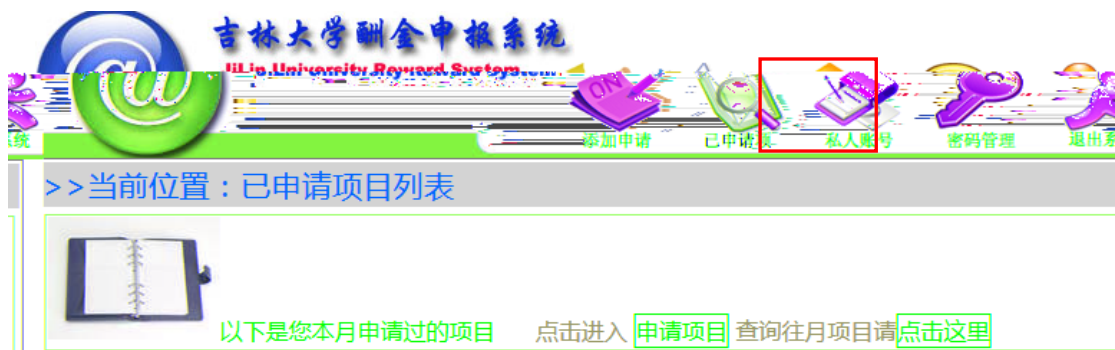 吉林大学酬金申报系统
JiLin University Reward System
添加申请 已申请 私人账号 密码管理 退出系
>>当前位置：已申请项目列表
以下是您本月申请过的项目 点击进入 申请项目 查询往月项目请点击这里